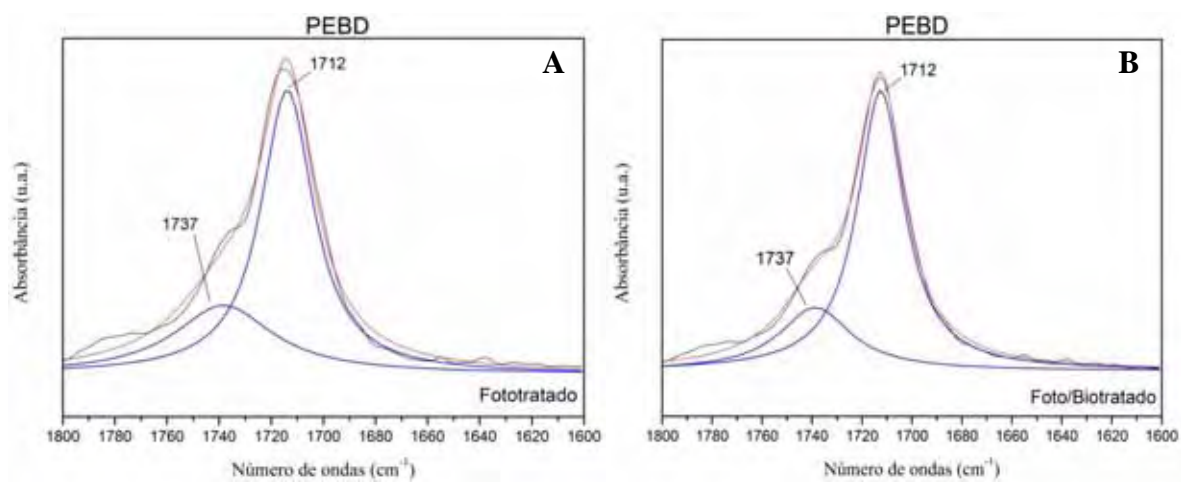 PEBD
A
1712
1737
Absorbância (u.a.)
Fototratado
1800 1780 1760 1740 1720 1700 1680 1660 1640 1620 1600
Número de ondas (cm⁻¹)
PEBD
B
1712
1737
Absorbância (u.a.)
Foto/Biotratado
1800 1780 1760 1740 1720 1700 1680 1660 1640 1620 1600
Número de ondas (cm⁻¹)